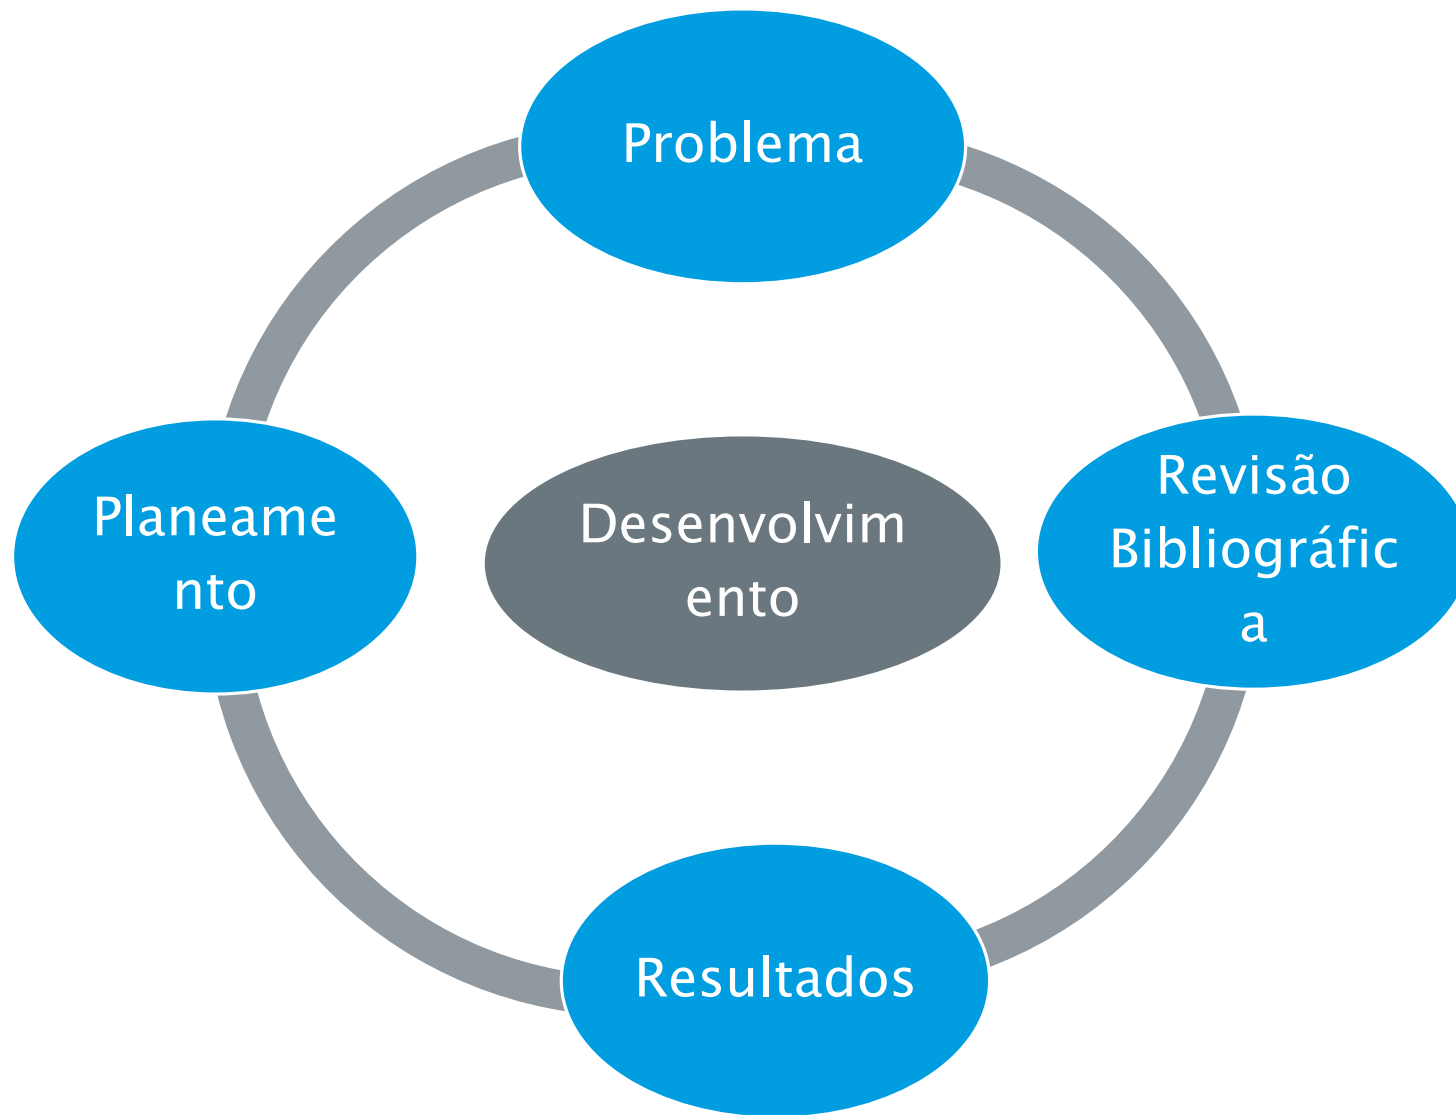 Problema
Planeame
nto
Desenvolvim
ento
Revisão
Bibliográfic
a
Resultados